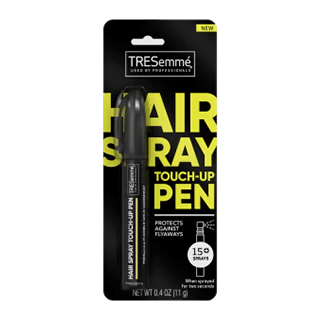 NEW
TRESemmé
USED BY PROFESSIONALS
HAIR
SPRAY
TOUCH-UP
PEN
PROTECTS
AGAINST
FLYAWAYS
150
SPRAYS
When sprayed
for two seconds
HAIR SPRAY TOUCH-UP PEN
NET WT 0.4 OZ (11 g)